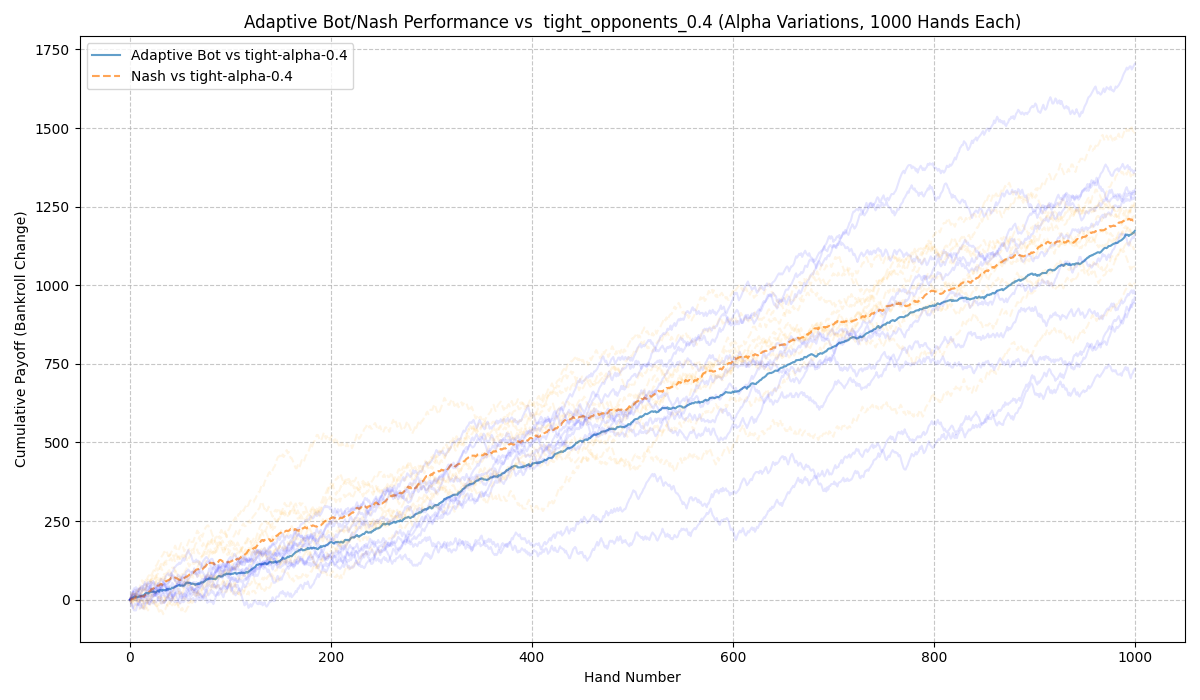 Adaptive Bot/Nash Performance vs  tight_opponents_0.4 (Alpha Variations, 1000 Hands Each)
Adaptive Bot vs tight-alpha-0.4
Nash vs tight-alpha-0.4
Cumulative Payoff (Bankroll Change)
1750
1500
1250
1000
750
500
250
0
0 200 400 600 800 1000
Hand Number